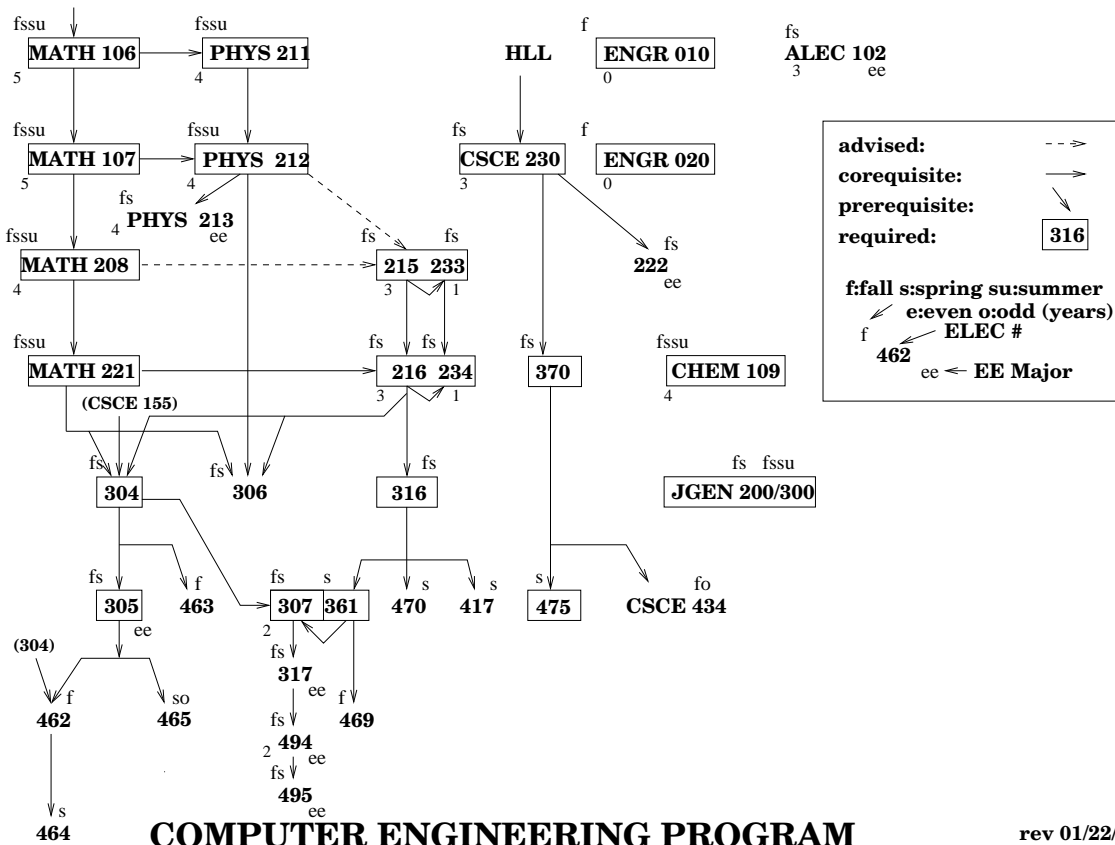 fssu fssu f fs
MATH 106 PHYS 211 HLL ENGR 010 ALEC 102
5 4 0 3 ee
fssu fssu fs f
MATH 107 PHYS 212 CSCE 230 ENGR 020
5 4 3 0
fs
4 PHYS 213
ee
fssu fs fs fs
MATH 208 215 233 222
4 3 1 ee
advised:
corequisite:
prerequisite:
required: 316
f:fall s:spring su:summer
e:even o:odd (years)
f ELEC #
462
ee EE Major
fssu fs fs fs fssu
MATH 221 216 234 370 CHEM 109
3 1 4
(CSCE 155)
fs fs fs fs fssu
304 306 316 JGEN 200/300
fs f fs s s s s fo
305 463 307 361 470 417 475 CSCE 434
ee 2
(304) fs
317
ee
f so fs f
462 465 494 469
2 ee
fs
495
ee
s
464
COMPUTER ENGINEERING PROGRAM rev 01/22/